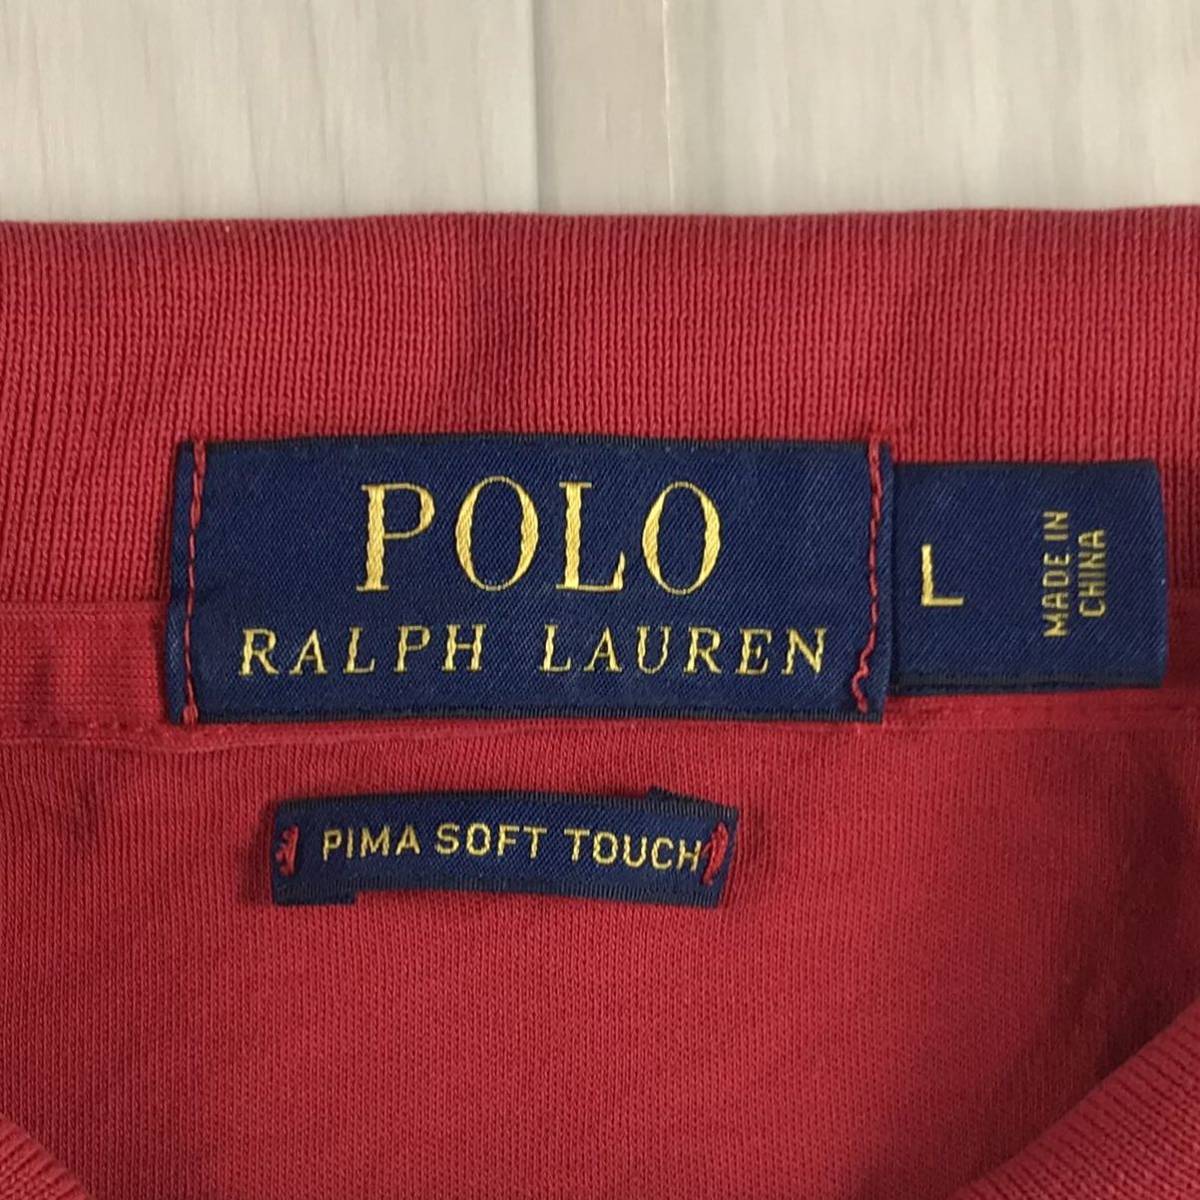 POLO
RALPH LAUREN
L
MADE IN
CHINA
PIMA SOFT TOUCH